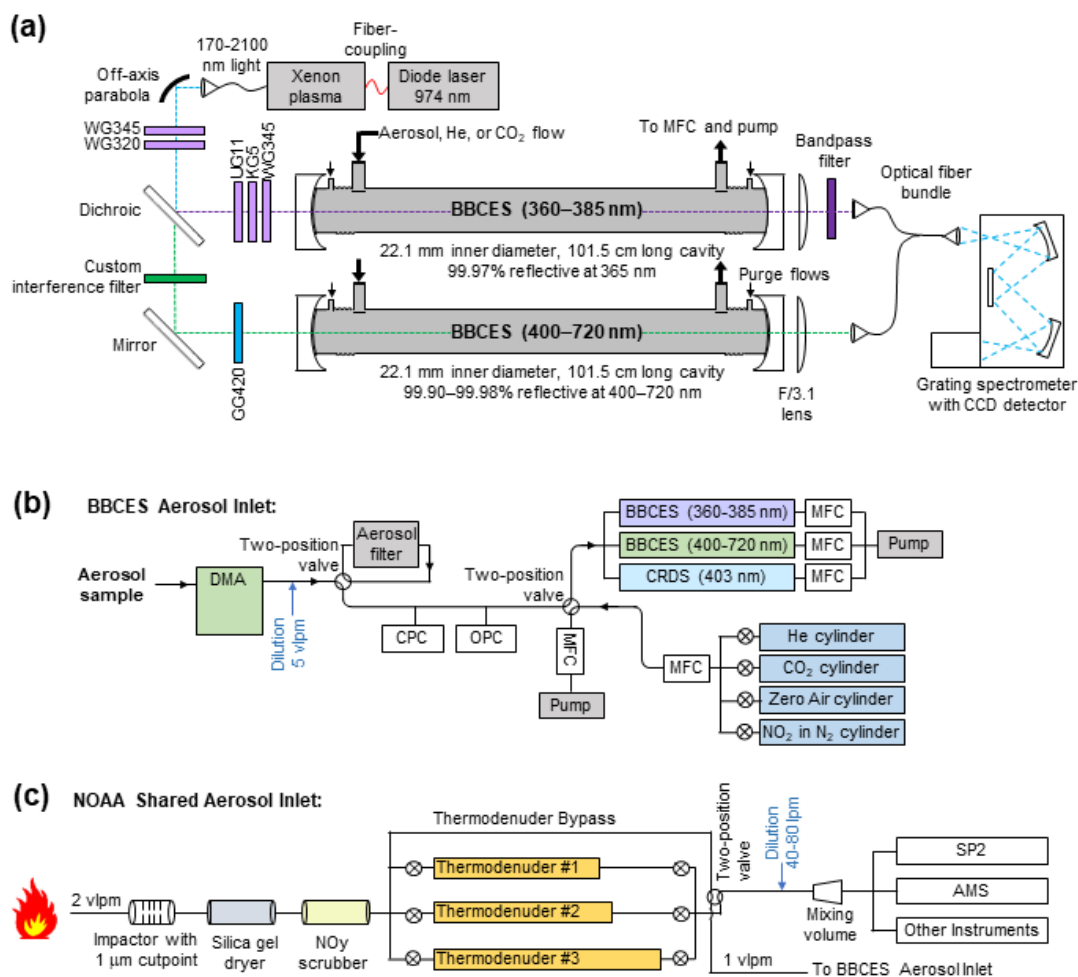 (a)
170-2100
nm light
Fiber-
coupling
Off-axis
parabola
Xenon
plasma
Diode laser
974 nm
WG345
WG320
UG11
KG5
WG345
Aerosol, He, or CO₂ flow
To MFC and pump
Bandpass
filter
Optical fiber
bundle
Dichroic
BBCES (360–385 nm)
22.1 mm inner diameter, 101.5 cm long cavity
99.97% reflective at 365 nm
Custom
interference filter
Purge flows
Mirror
GG420
BBCES (400–720 nm)
22.1 mm inner diameter, 101.5 cm long cavity
99.90–99.98% reflective at 400–720 nm
F/3.1
lens
Grating spectrometer
with CCD detector
(b)
BBCES Aerosol Inlet:
Aerosol
sample
DMA
Dilution
5 vlpm
Two-position
valve
Aerosol
filter
CPC
OPC
Two-position
valve
MFC
Pump
BBCES (360-385 nm)
MFC
BBCES (400-720 nm)
MFC
Pump
CRDS (403 nm)
MFC
MFC
He cylinder
CO₂ cylinder
Zero Air cylinder
NO₂ in N₂ cylinder
(c)
NOAA Shared Aerosol Inlet:
2 vlpm
Impactor with
1 μm cutpoint
Silica gel
dryer
NOy
scrubber
Thermodenuder Bypass
Thermodenuder #1
Thermodenuder #2
Thermodenuder #3
Two-position
valve
Dilution
40-80 lpm
Mixing
volume
SP2
AMS
Other Instruments
1 vlpm
To BBCES Aerosol Inlet